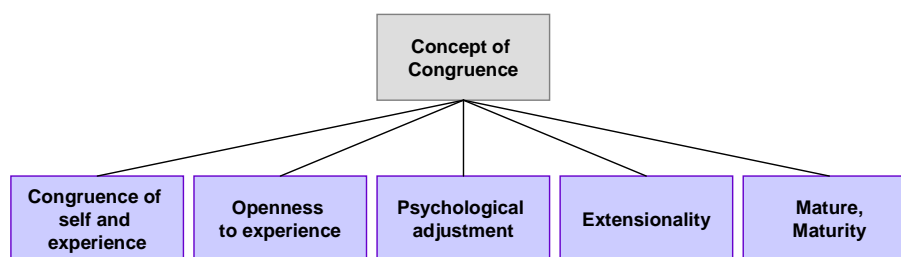 Concept of
Congruence
Congruence of
self and
experience
Openness
to experience
Psychological
adjustment
Extensionality
Mature,
Maturity